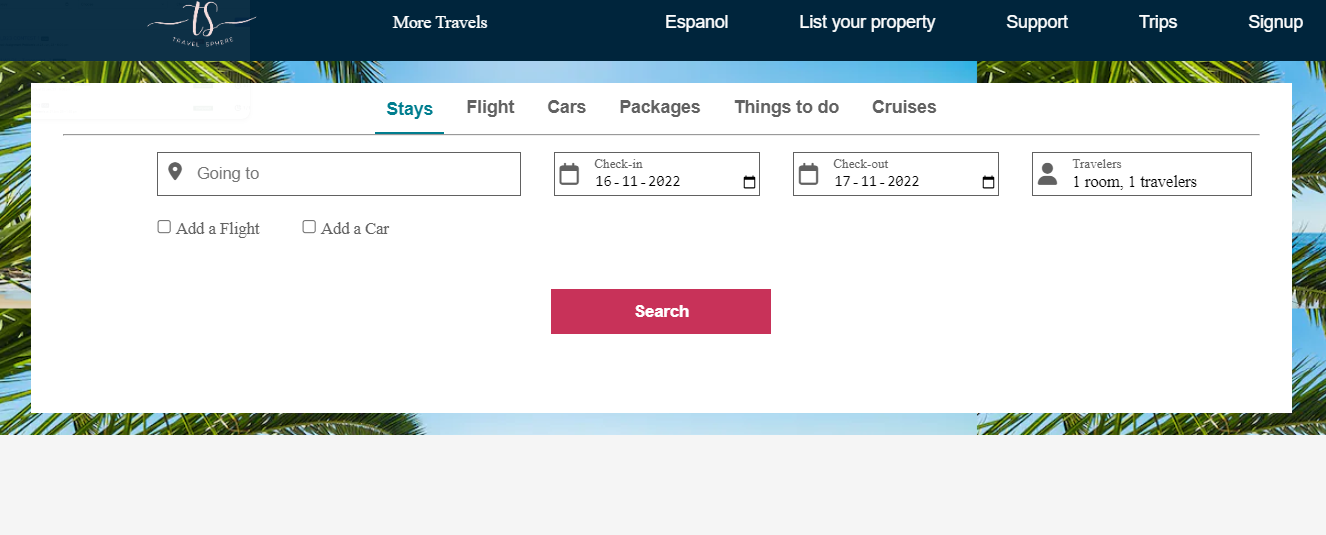 TS
TRAVEL SPHERE
More Travels
Espanol
List your property
Support
Trips
Signup
Stays
Flight
Cars
Packages
Things to do
Cruises
Going to
Check-in
16-11-2022
Check-out
17-11-2022
Travelers
1 room, 1 travelers
Add a Flight
Add a Car
Search